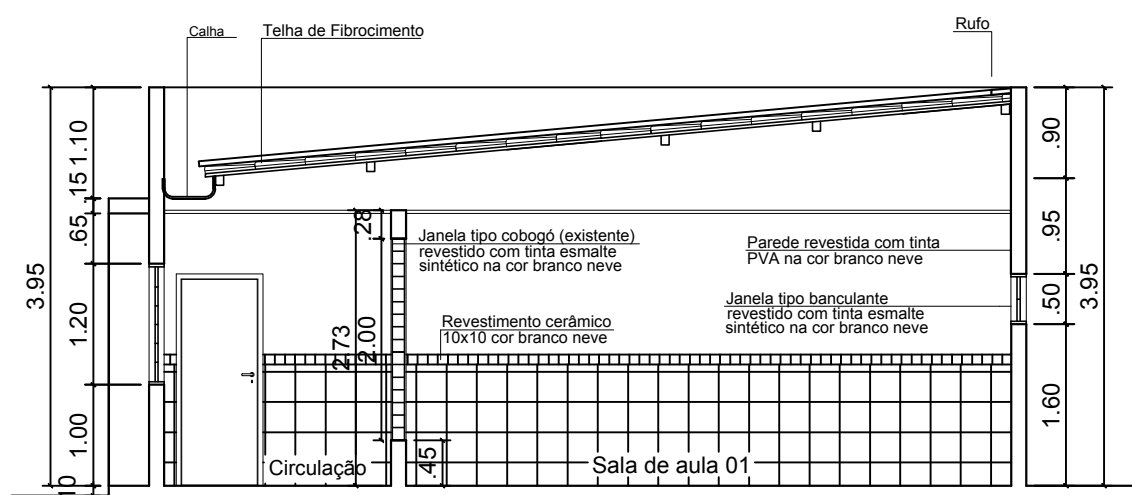 Calha
Telha de Fibrocimento
Rufo
1.10
.15
.65
1.20
1.00
3.95
.10
.28
2.73
2.00
.45
Janela tipo cobogó (existente)
revestido com tinta esmalte
sintético na cor branco neve
Revestimento cerâmico
10x10 cor branco neve
Parede revestida com tinta
PVA na cor branco neve
Janela tipo banculante
revestido com tinta esmalte
sintético na cor branco neve
.90
.95
.50
1.60
3.95
Circulação
Sala de aula 01